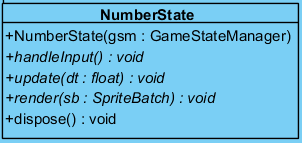 NumberState
+NumberState(gsm : GameStateManager)
+handleInput() : void
+update(dt : float) : void
+render(sb : SpriteBatch) : void
+dispose() : void